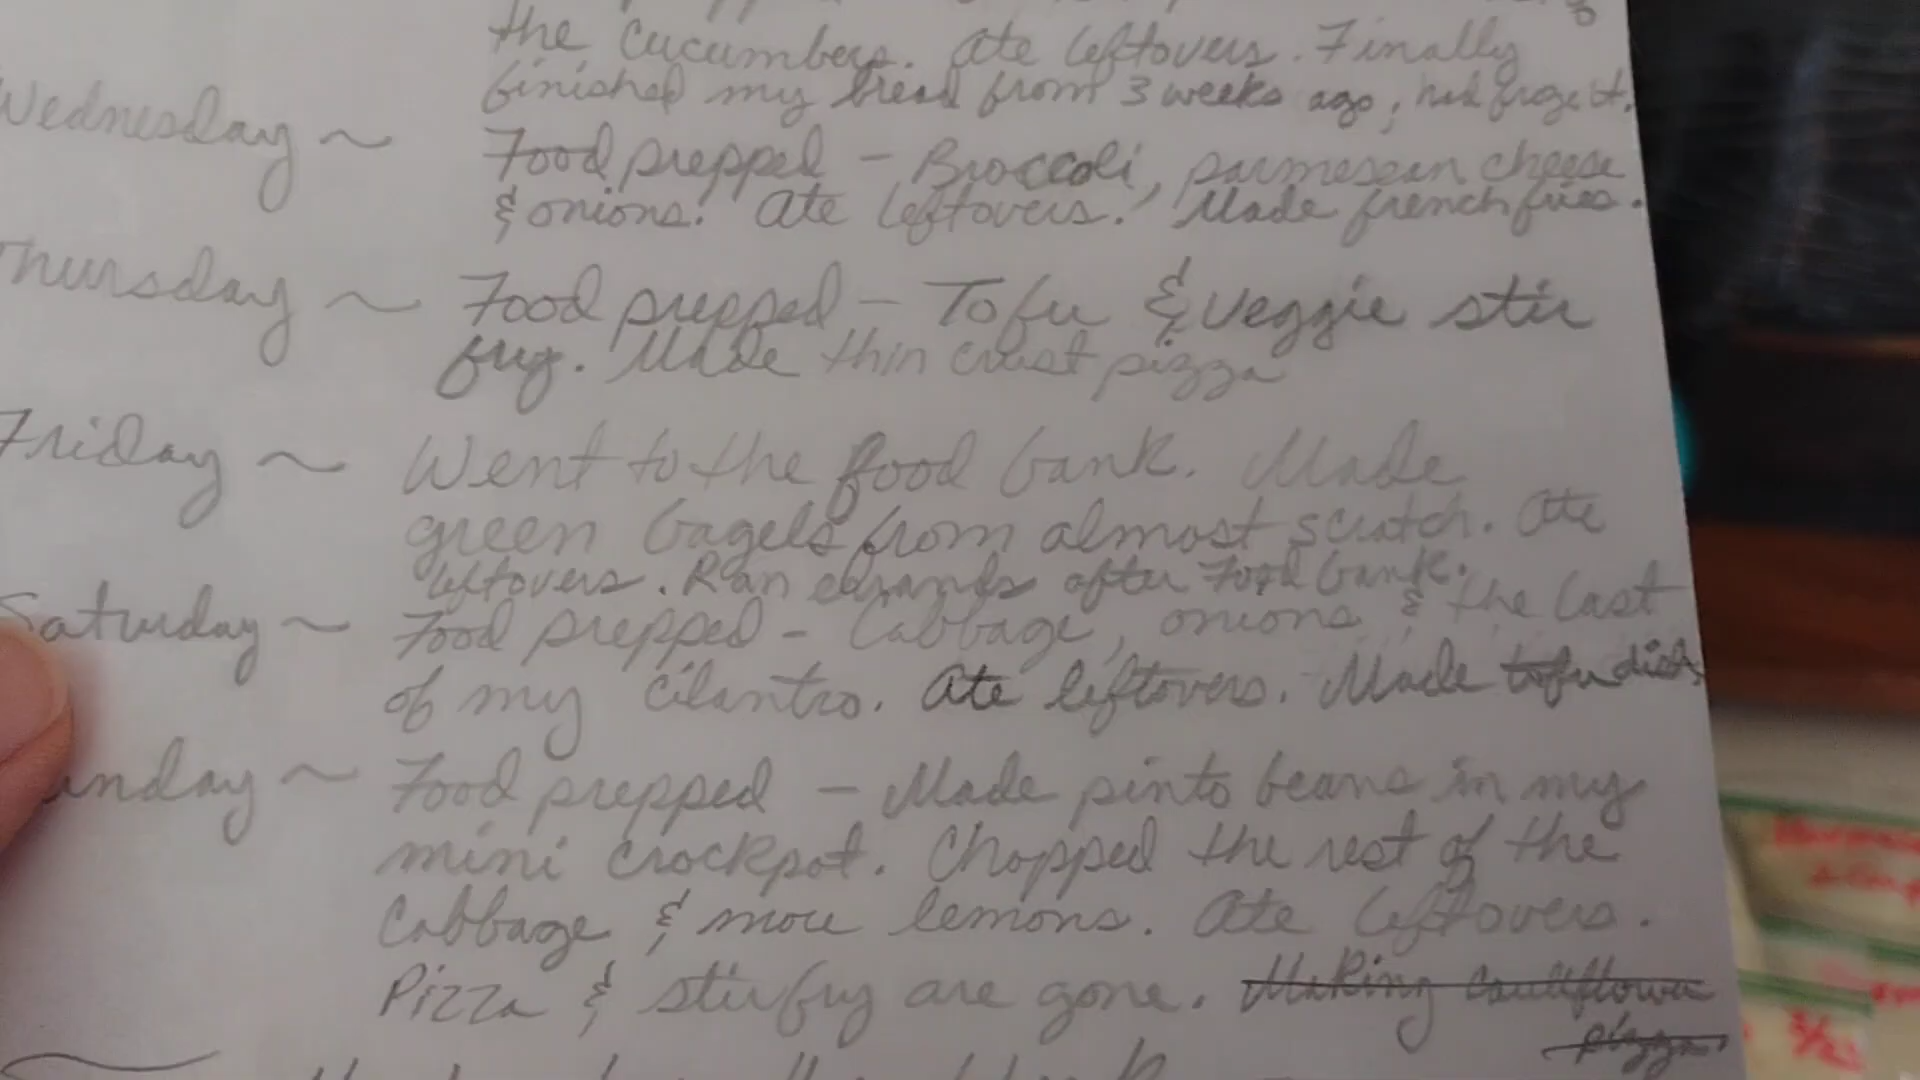 the cucumbers. Ate leftovers. Finally
finished my bread from 3 weeks ago; had froze it.
Wednesday ~ Food prepped - Broccoli, parmesean cheese
& onions. Ate leftovers. Made french fries.
Thursday ~ Food prepped - Tofu & veggie stir
fry. Made thin crust pizza
Friday ~ Went to the food bank. Made
green bagels from almost scratch. Ate
leftovers. Ran errands after Food bank.
Saturday ~ Food prepped - Cabbage, onions & the last
of my cilantro. Ate leftovers. Made tofu dish
unday ~ Food prepped - Made pinto beans in my
mini crockpot. Chopped the rest of the
Cabbage & more lemons. Ate leftovers.
Pizza & stirfry are gone. Making Cauliflower
pizza